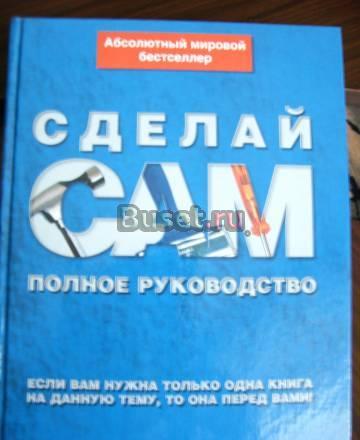 Абсолютный мировой
бестселлер
СДЕЛАЙ
САМ
Buset.ru
ПОЛНОЕ РУКОВОДСТВО
ЕСЛИ ВАМ НУЖНА ТОЛЬКО ОДНА КНИГА
НА ДАННУЮ ТЕМУ, ТО ОНА ПЕРЕД ВАМИ!